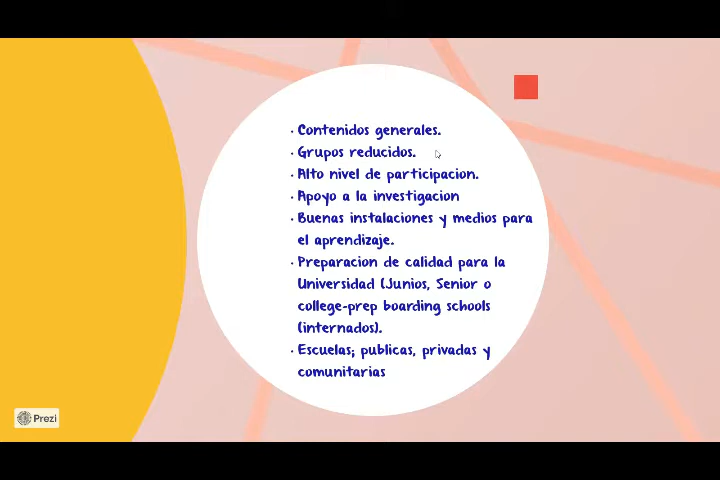 · Contenidos generales.
· Grupos reducidos.
· Alto nivel de participacion.
· Apoyo a la investigacion
· Buenas instalaciones y medios para
el aprendizaje.
· Preparacion de calidad para la
Universidad (Junios, Senior o
college-prep boarding schools
(internados).
· Escuelas; publicas, privadas y
comunitarias
Prezi